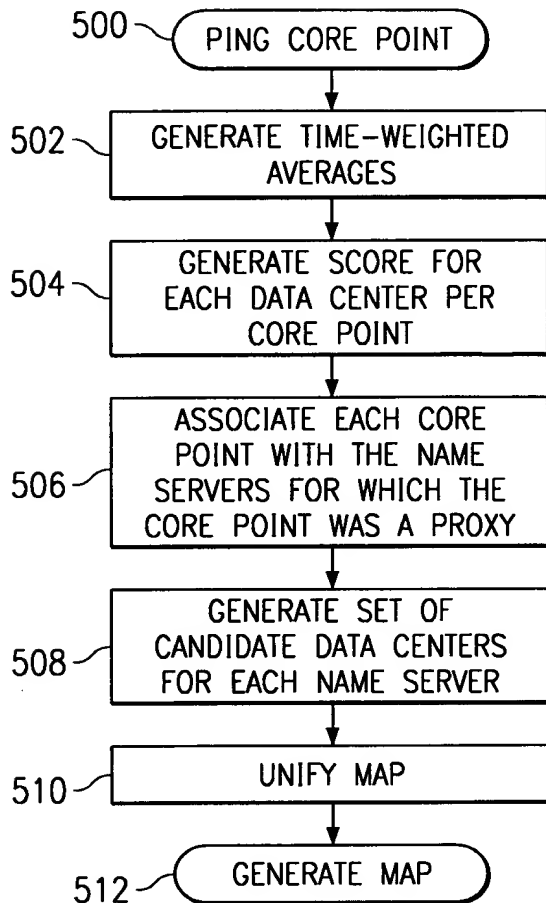 500
PING CORE POINT
502
GENERATE TIME-WEIGHTED
AVERAGES
504
GENERATE SCORE FOR
EACH DATA CENTER PER
CORE POINT
506
ASSOCIATE EACH CORE
POINT WITH THE NAME
SERVERS FOR WHICH THE
CORE POINT WAS A PROXY
508
GENERATE SET OF
CANDIDATE DATA CENTERS
FOR EACH NAME SERVER
510
UNIFY MAP
512
GENERATE MAP